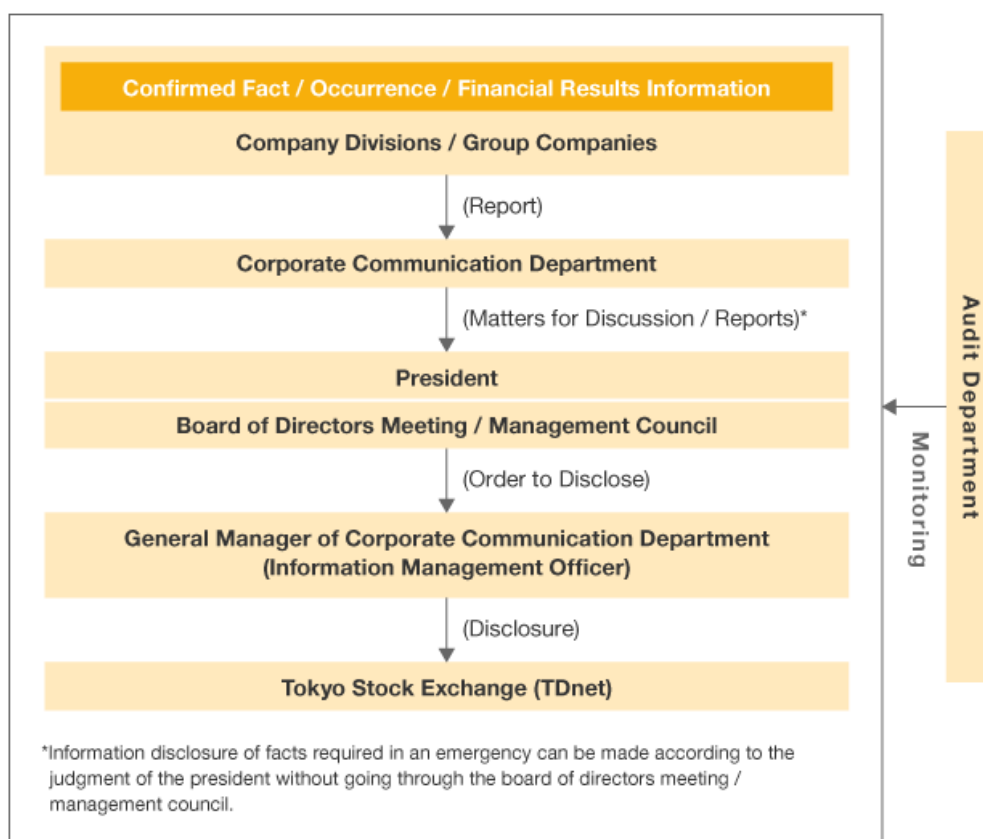 Confirmed Fact / Occurrence / Financial Results Information
Company Divisions / Group Companies
(Report)
Corporate Communication Department
(Matters for Discussion / Reports)*
President
Board of Directors Meeting / Management Council
(Order to Disclose)
General Manager of Corporate Communication Department
(Information Management Officer)
(Disclosure)
Tokyo Stock Exchange (TDnet)
*Information disclosure of facts required in an emergency can be made according to the
judgment of the president without going through the board of directors meeting /
management council.
Monitoring
Audit Department